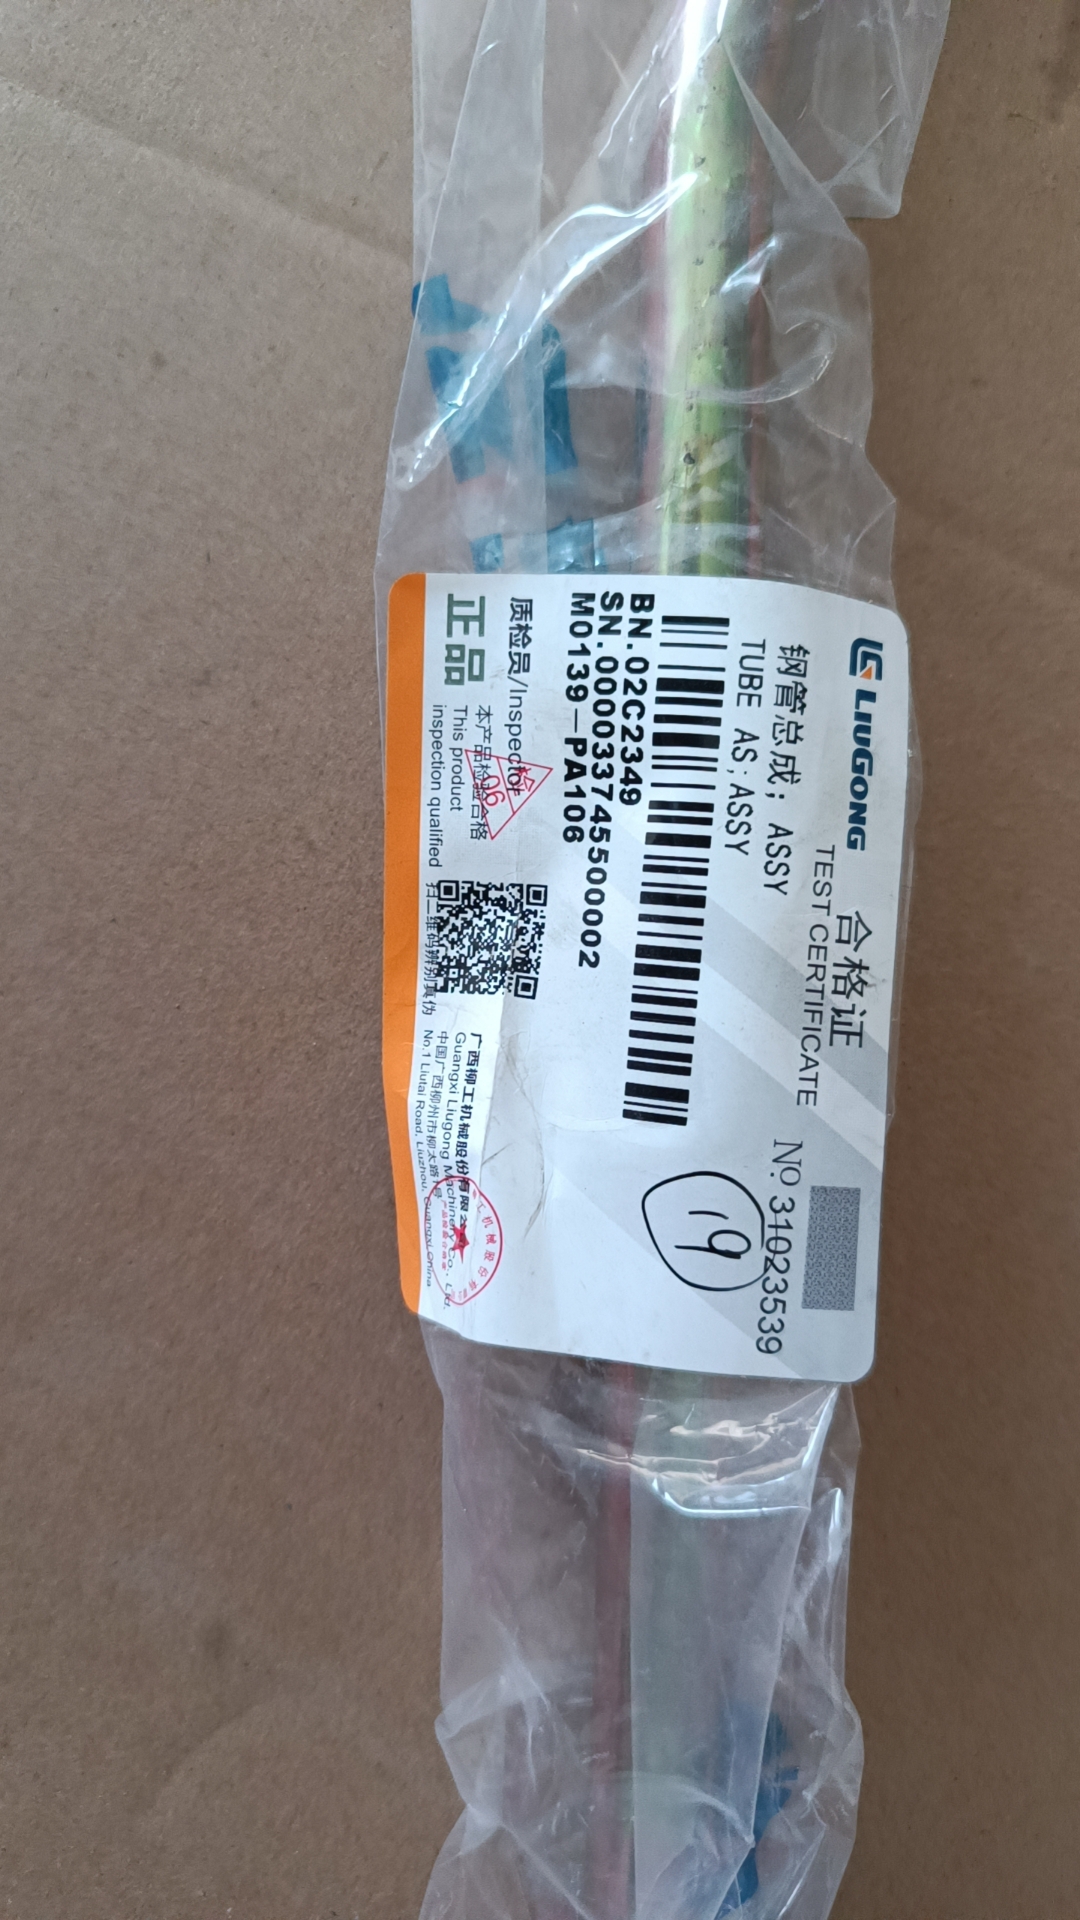 LIUGONG
合格证
TEST CERTIFICATE
钢管总成; ASSY
TUBE AS;ASSY
No.31023539
19
BN.02C2349
SN.00003374550002
M0139-PA106
质检员/Inspector
检
06
正品
本产品检验合格
This product
inspection qualified
扫二维码辨别真伪
广西柳工机械股份有限公司
Guangxi Liugong Machinery Co., Ltd.
中国广西柳州市柳太路1号
No.1 Liutai Road, Liuzhou, Guangxi,China